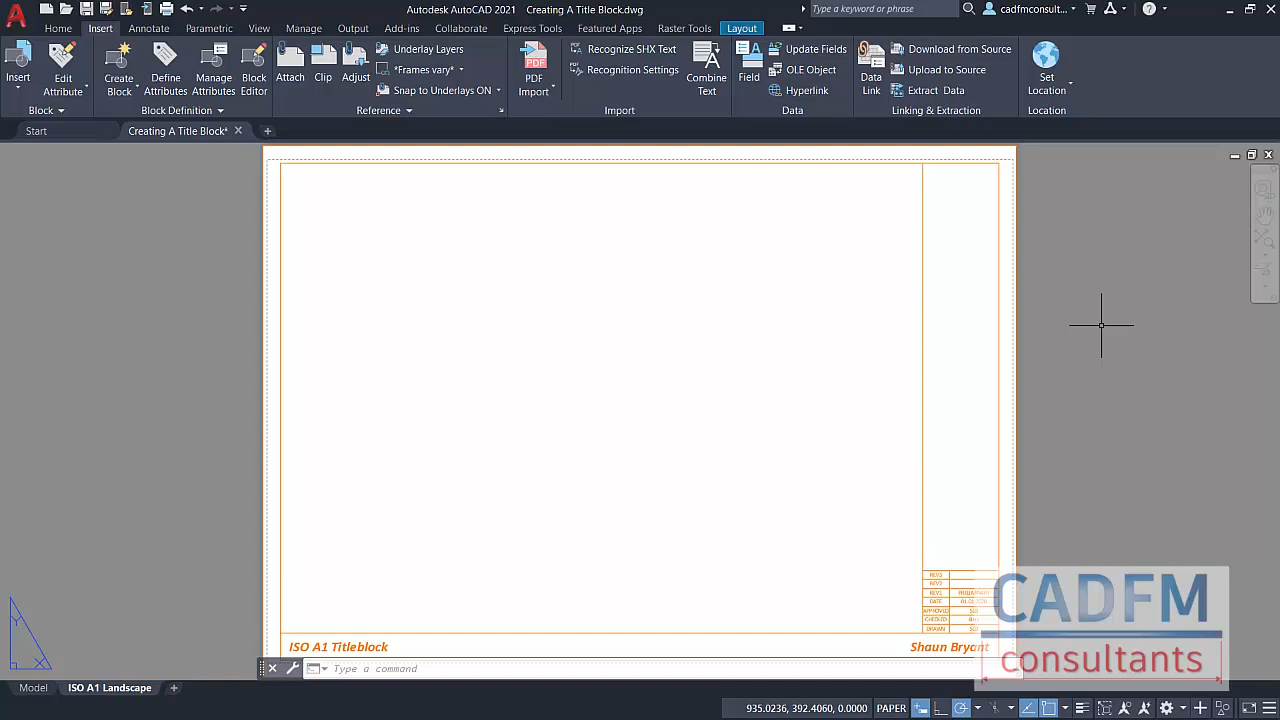 Autodesk AutoCAD 2021 Creating A Title Block.dwg
Type a keyword or phrase
cadfmconsult...
Home Insert Annotate Parametric View Manage Output Add-ins Collaborate Express Tools Featured Apps Raster Tools Layout
Insert
Edit Attribute
Create Block
Define Attributes
Manage Attributes
Block Editor
Attach
Clip
Adjust
Underlay Layers
*Frames vary*
Snap to Underlays ON
PDF Import
Recognize SHX Text
Recognition Settings
Combine Text
Field
Update Fields
OLE Object
Hyperlink
Data Link
Download from Source
Upload to Source
Extract Data
Set Location
Block
Block Definition
Reference
Import
Data
Linking & Extraction
Location
Start
Creating A Title Block*
REV3
REV2
REV1
DATE
APPROVED
CHECKED
DRAWN
ISO A1 Titleblock
Shaun Bryant
CADFM
consultants
Type a command
Y
X
Model
ISO A1 Landscape
935.0236, 392.4060, 0.0000 PAPER